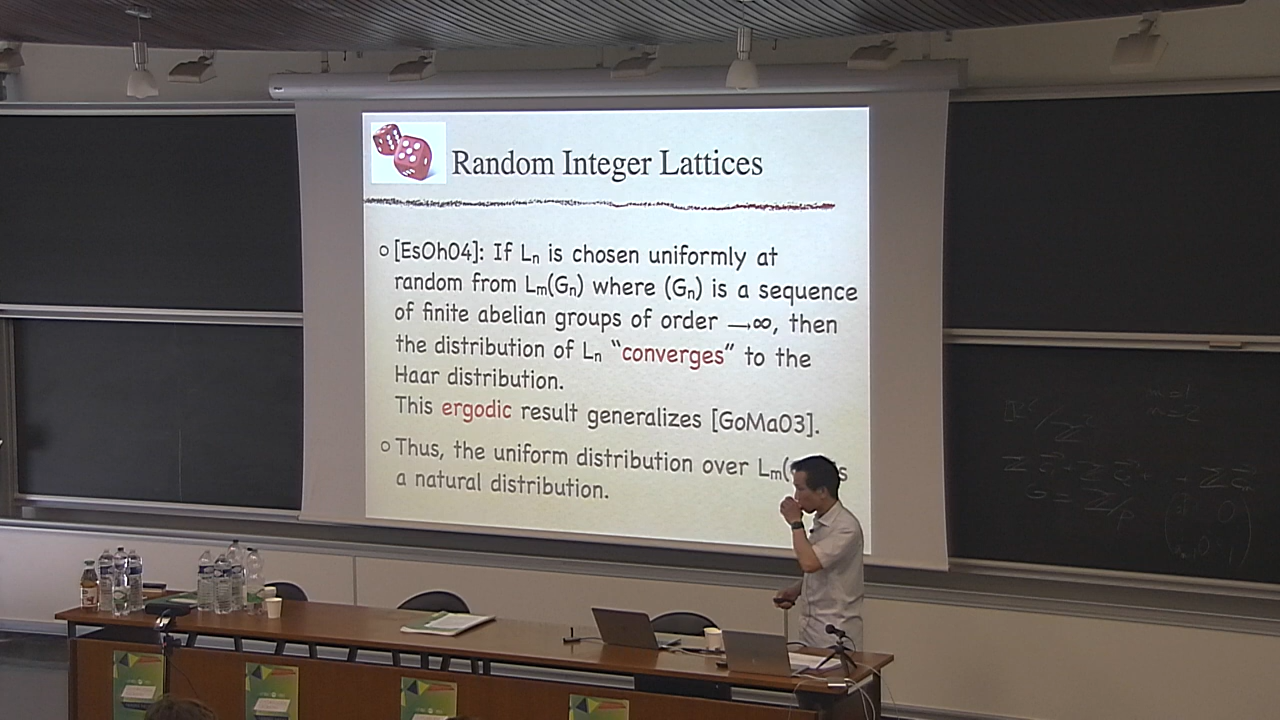 Random Integer Lattices
○ [EsOh04]: If Lₙ is chosen uniformly at
random from Lₘ(Gₙ) where (Gₙ) is a sequence
of finite abelian groups of order →∞, then
the distribution of Lₙ “converges” to the
Haar distribution.
This ergodic result generalizes [GoMa03].
○ Thus, the uniform distribution over Lₘ(
a natural distribution.
m=1
n=2